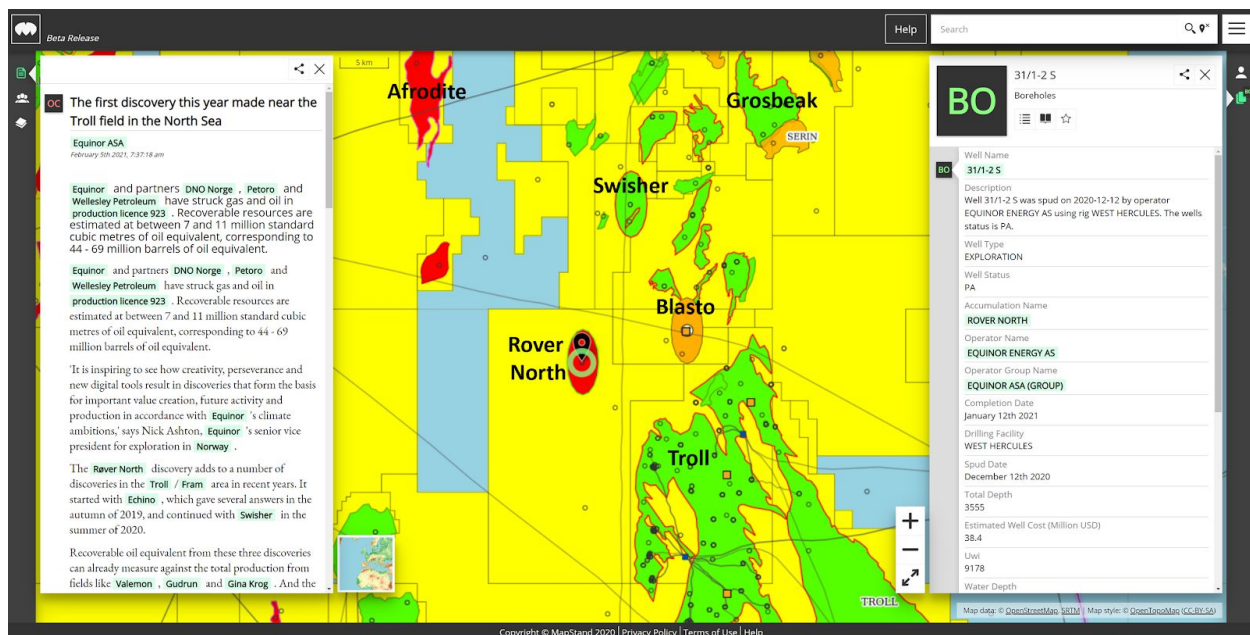 Beta Release
Help
Search
OC
The first discovery this year made near the
Troll field in the North Sea
Equinor ASA
February 5th 2021, 7:37:18 am
Equinor and partners DNO Norge , Petoro and
Wellesley Petroleum have struck gas and oil in
production licence 923 . Recoverable resources are
estimated at between 7 and 11 million standard
cubic metres of oil equivalent, corresponding to
44 - 69 million barrels of oil equivalent.
Equinor and partners DNO Norge , Petoro and
Wellesley Petroleum have struck gas and oil in
production licence 923 . Recoverable resources are
estimated at between 7 and 11 million standard cubic
metres of oil equivalent, corresponding to 44 - 69
million barrels of oil equivalent.
'It is inspiring to see how creativity, perseverance and
new digital tools result in discoveries that form the basis
for important value creation, future activity and
production in accordance with Equinor 's climate
ambitions,' says Nick Ashton, Equinor 's senior vice
president for exploration in Norway .
The Røver North discovery adds to a number of
discoveries in the Troll / Fram area in recent years. It
started with Echino , which gave several answers in the
autumn of 2019, and continued with Swisher in the
summer of 2020.
Recoverable oil equivalent from these three discoveries
can already measure against the total production from
fields like Valemon , Gudrun and Gina Krog . And the
5 km
Afrodite
Grosbeak
SERIN
Swisher
Blasto
Rover
North
Troll
TROLL
BO
31/1-2 S
Boreholes
BO
Well Name
31/1-2 S
Description
Well 31/1-2 S was spud on 2020-12-12 by operator
EQUINOR ENERGY AS using rig WEST HERCULES. The wells
status is PA.
Well Type
EXPLORATION
Well Status
PA
Accumulation Name
ROVER NORTH
Operator Name
EQUINOR ENERGY AS
Operator Group Name
EQUINOR ASA (GROUP)
Completion Date
January 12th 2021
Drilling Facility
WEST HERCULES
Spud Date
December 12th 2020
Total Depth
3555
Estimated Well Cost (Million USD)
38.4
Uwi
9178
Water Depth
Map data: © OpenStreetMap, SRTM | Map style: © OpenTopoMap (CC-BY-SA)
Copyright © MapStand 2020 | Privacy Policy | Terms of Use | Help